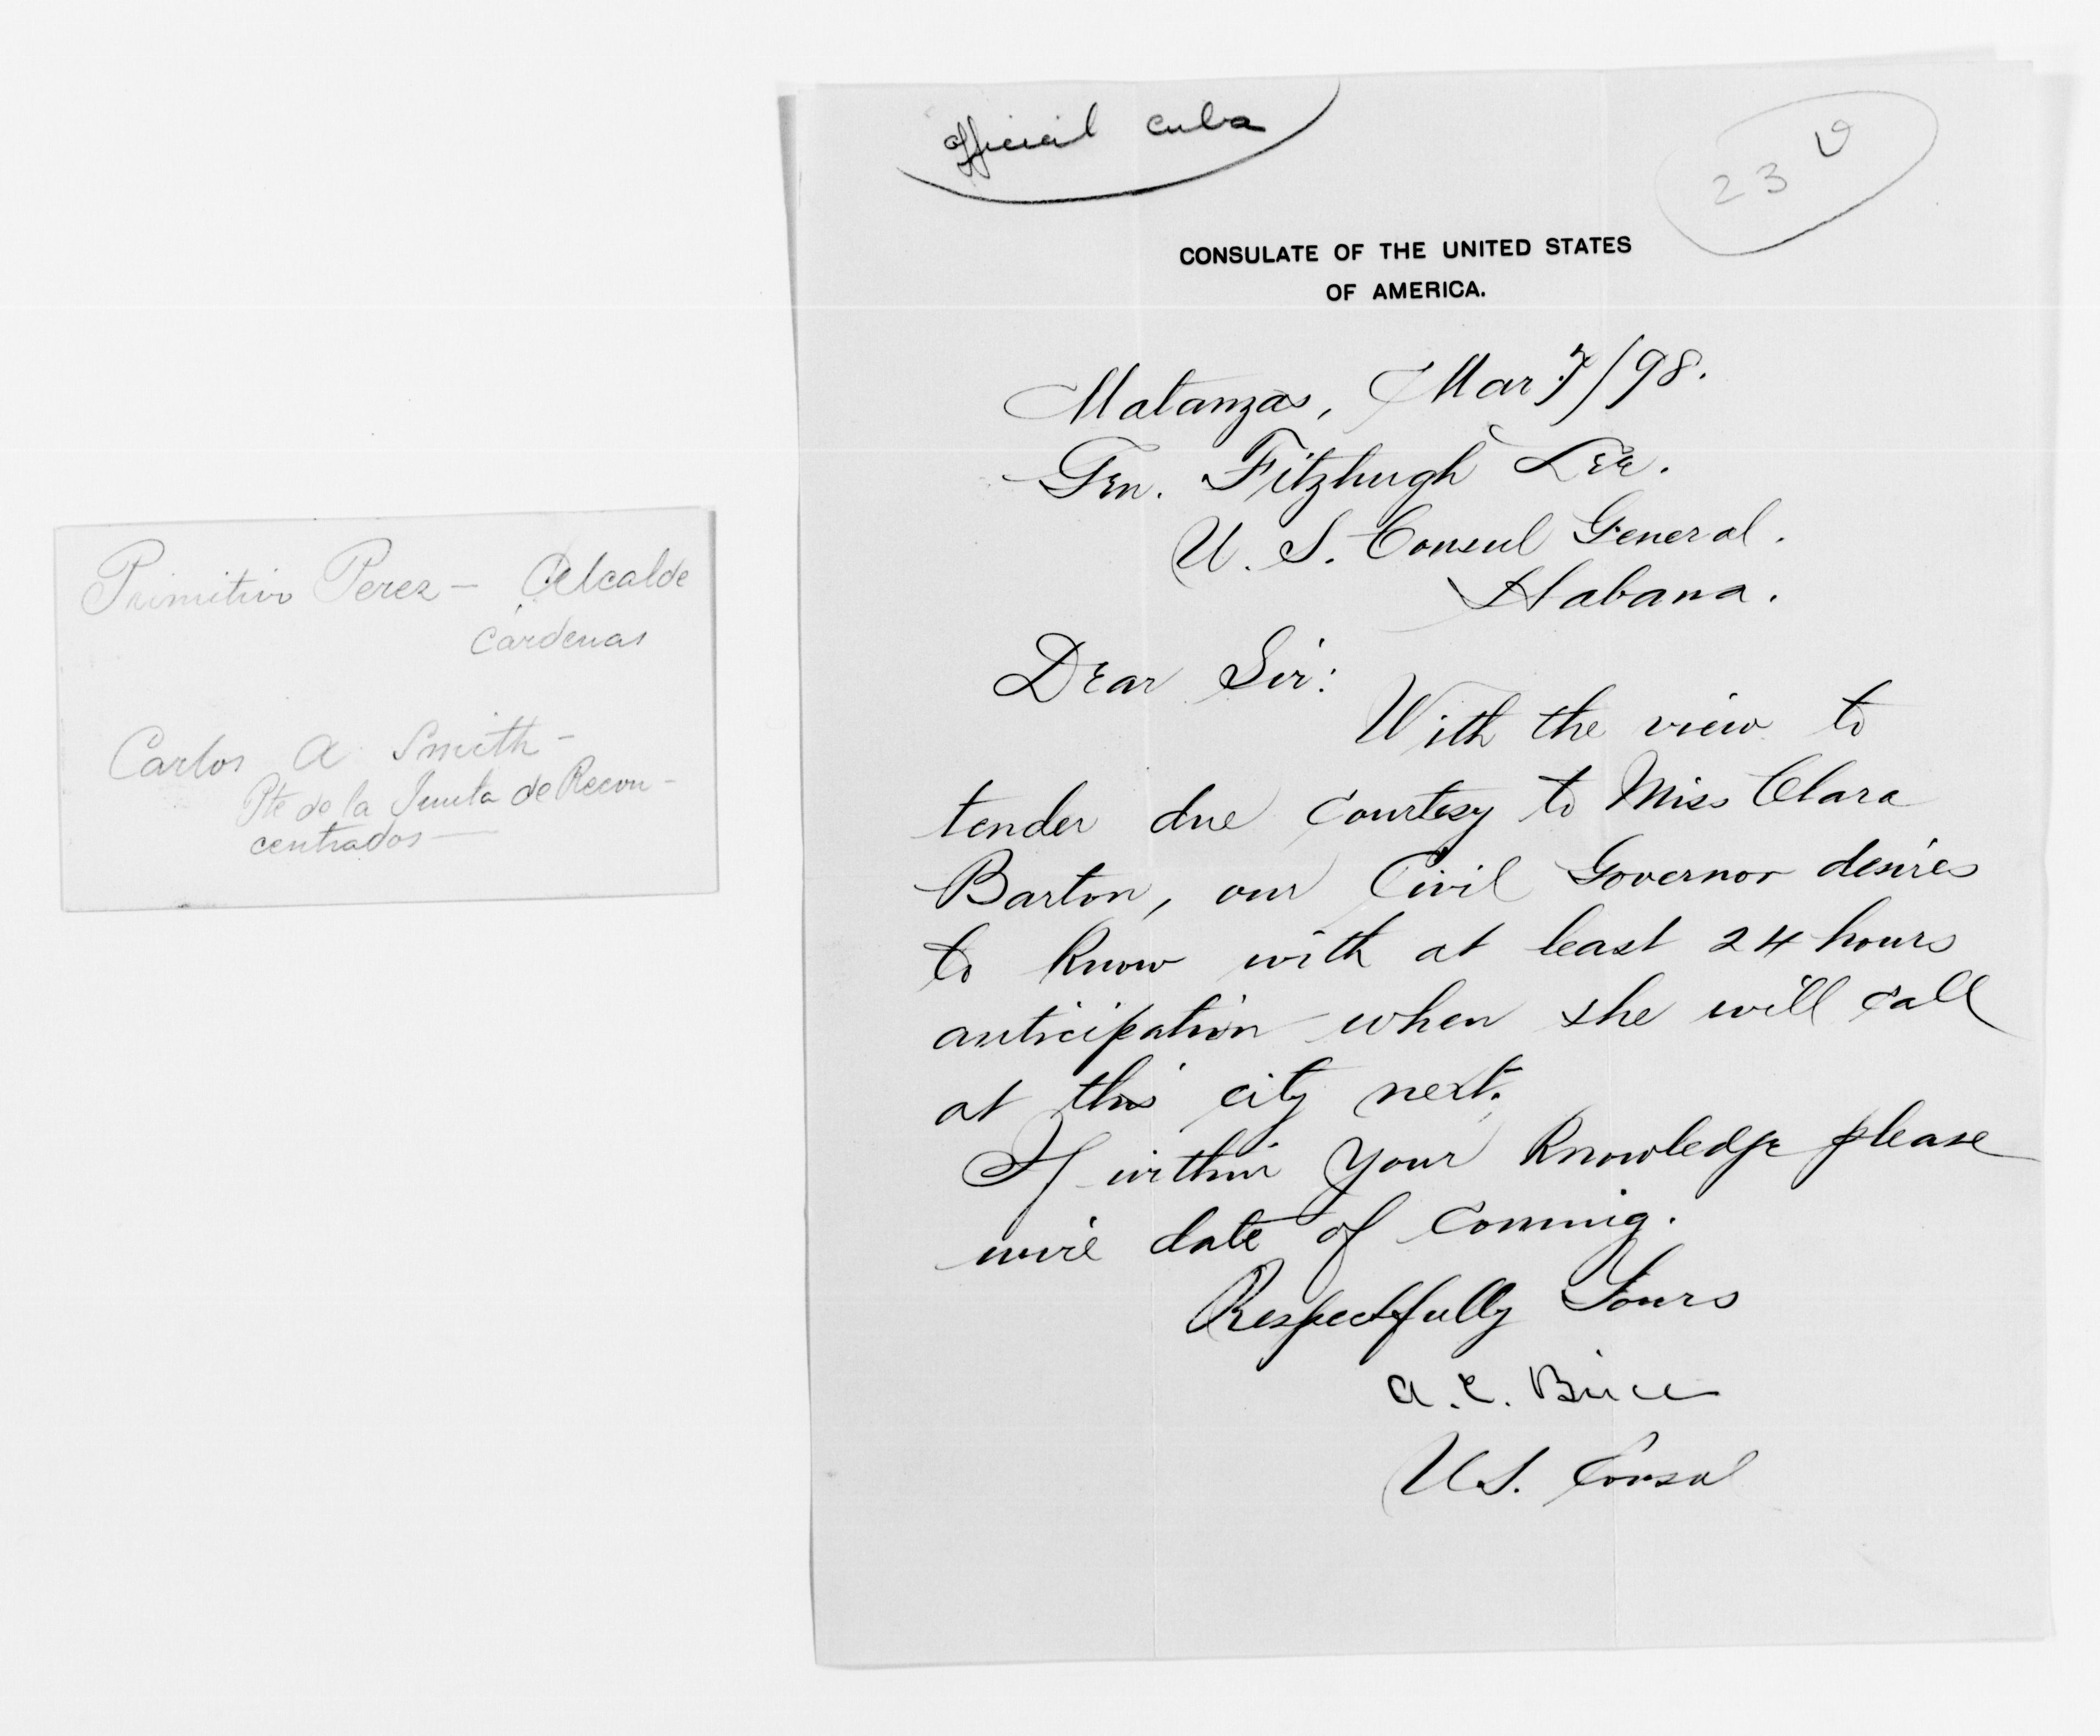 Primitivo Perez — Alcalde
Cárdenas
Carlos A Smith —
Pte de la Junta de Recon-
centrados —
official Cuba
23
CONSULATE OF THE UNITED STATES
OF AMERICA.
Matanzas, Mar 7/98.
Gen. Fitzhugh Lee.
U. S. Consul General.
Habana.
Dear Sir:
With the view to
tender due courtesy to Miss Clara
Barton, our Civil Governor desires
to know with at least 24 hours
anticipation when she will call
at this city next.
If within your knowledge please
wire date of coming.
Respectfully Yours
A. C. Brice
U.S. Consul